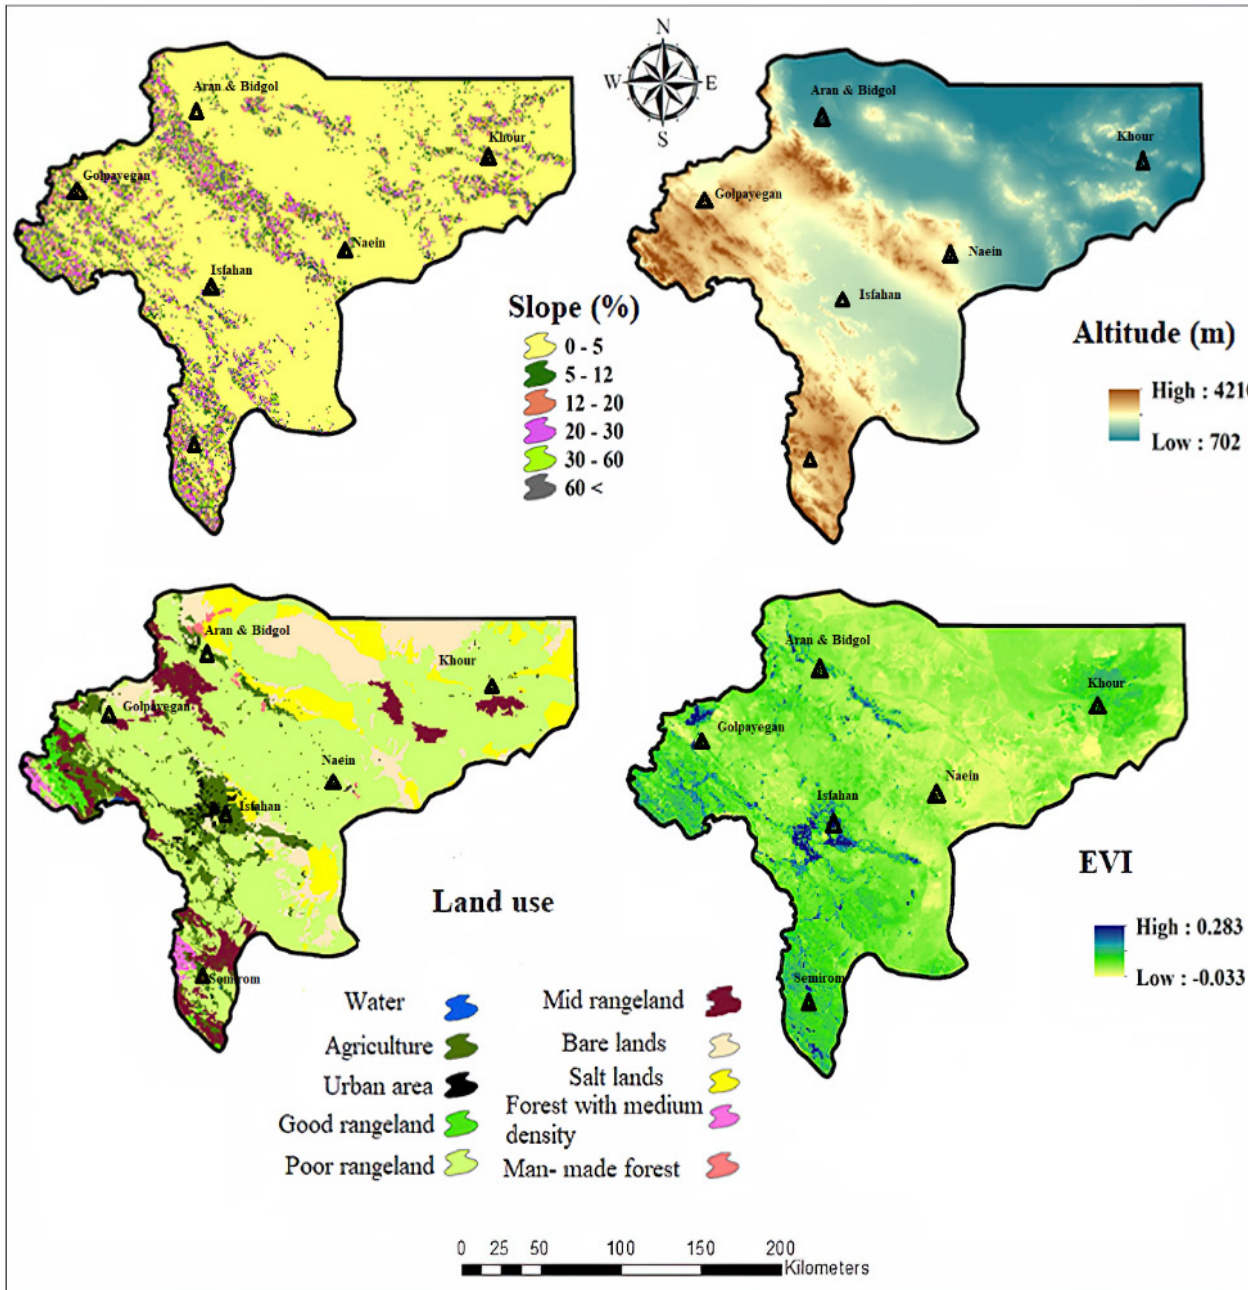 N
W
E
S
Aran & Bidgol
Khour
Golpayegan
Naein
Isfahan
Slope (%)
0 - 5
5 - 12
12 - 20
20 - 30
30 - 60
60 <
Aran & Bidgol
Khour
Golpayegan
Naein
Isfahan
Altitude (m)
High : 4210
Low : 702
Aran & Bidgol
Khour
Golpayegan
Naein
Isfahan
Semirom
Land use
Water
Agriculture
Urban area
Good rangeland
Poor rangeland
Mid rangeland
Bare lands
Salt lands
Forest with medium
density
Man- made forest
Aran & Bidgol
Khour
Golpayegan
Naein
Isfahan
Semirom
EVI
High : 0.283
Low : -0.033
0 25 50 100 150 200
Kilometers